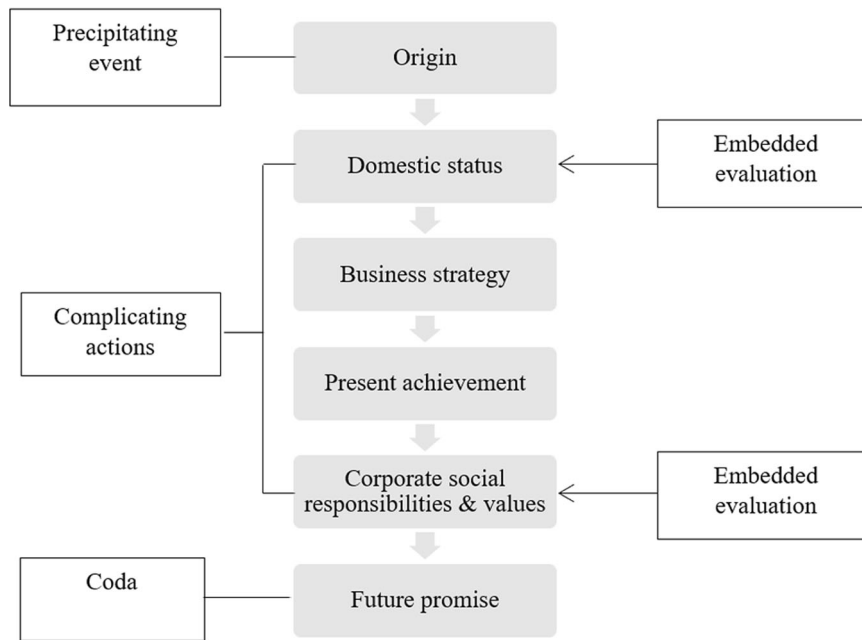 Precipitating
event
Origin
Domestic status
Embedded
evaluation
Business strategy
Complicating
actions
Present achievement
Corporate social
responsibilities & values
Embedded
evaluation
Coda
Future promise